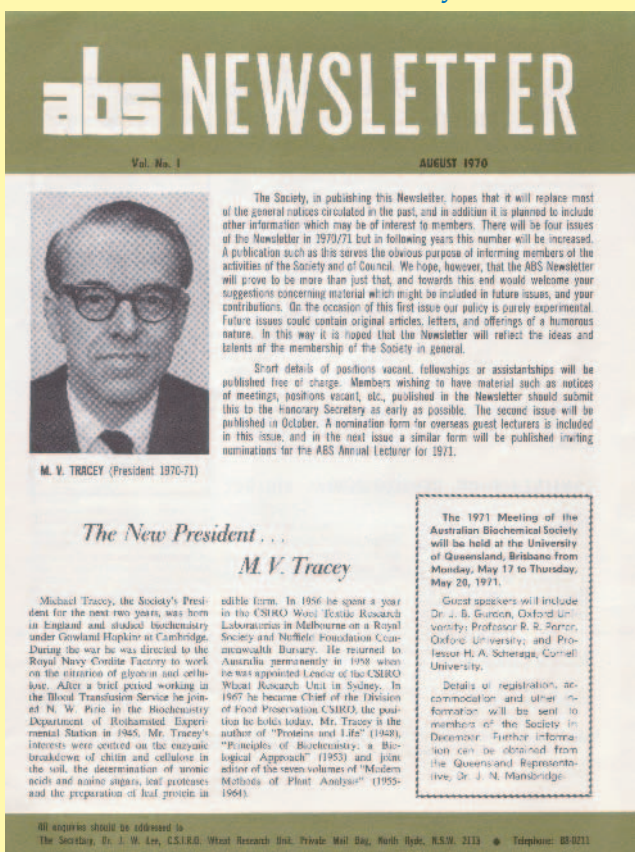 abs NEWSLETTER
Vol. No. 1 AUGUST 1970
The Society, in publishing this Newsletter, hopes that it will replace most
of the general notices circulated in the past, and in addition it is planned to include
other information which may be of interest to members. There will be four issues
of the Newsletter in 1970/71 but in following years this number will be increased.
A publication such as this serves the obvious purpose of informing members of the
activities of the Society and of Council. We hope, however, that the ABS Newsletter
will prove to be more than just that, and towards this end would welcome your
suggestions concerning material which might be included in future issues, and your
contributions. On the occasion of this first issue our policy is purely experimental.
Future issues could contain original articles, letters, and offerings of a humorous
nature. In this way it is hoped that the Newsletter will reflect the ideas and
talents of the membership of the Society in general.
Short details of positions vacant, fellowships or assistantships will be
published free of charge. Members wishing to have material such as notices
of meetings, positions vacant, etc., published in the Newsletter should submit
this to the Honorary Secretary as early as possible. The second issue will be
published in October. A nomination form for overseas guest lecturers is included
in this issue, and in the next issue a similar form will be published inviting
nominations for the ABS Annual Lecturer for 1971.
M. V. TRACEY (President 1970-71)
The New President . . .
M. V. Tracey
Michael Tracey, the Society's Presi-
dent for the next two years, was born
in England and studied biochemistry
under Gowland Hopkins at Cambridge.
During the war he was directed to the
Royal Navy Cordite Factory to work
on the nitration of glycerin and cellu-
lose. After a brief period working in
the Blood Transfusion Service he join-
ed N. W. Pirie in the Biochemistry
Department of Rothamsted Experi-
mental Station in 1945. Mr. Tracey's
interests were centred on the enzymic
breakdown of chitin and cellulose in
the soil, the determination of uronic
acids and amino sugars, leaf proteases
and the preparation of leaf protein in
edible form. In 1956 he spent a year
in the CSIRO Wool Textile Research
Laboratories in Melbourne on a Royal
Society and Nuffield Foundation Com-
monwealth Bursary. He returned to
Australia permanently in 1958 when
he was appointed Leader of the CSIRO
Wheat Research Unit in Sydney. In
1967 he became Chief of the Division
of Food Preservation CSIRO, the posi-
tion he holds today. Mr. Tracey is the
author of "Proteins and Life" (1948),
"Principles of Biochemistry: a Bio-
logical Approach" (1953) and joint
editor of the seven volumes of "Modern
Methods of Plant Analysis" (1955-
1964).
The 1971 Meeting of the
Australian Biochemical Society
will be held at the University
of Queensland, Brisbane from
Monday, May 17 to Thursday,
May 20, 1971.
Guest speakers will include
Dr. J. B. Gurdon, Oxford Uni-
versity; Professor R. R. Porter,
Oxford University; and Pro-
fessor H. A. Scheraga, Cornell
University.
Details of registration, ac-
commodation and other in-
formation will be sent to
members of the Society in
December. Further informa-
tion can be obtained from
the Queensland Representa-
tive, Dr. J. N. Mansbridge.
All enquiries should be addressed to
The Secretary, Dr. J. W. Lee, C.S.I.R.O. Wheat Research Unit, Private Mail Bag, North Ryde, N.S.W. 2113 • Telephone: